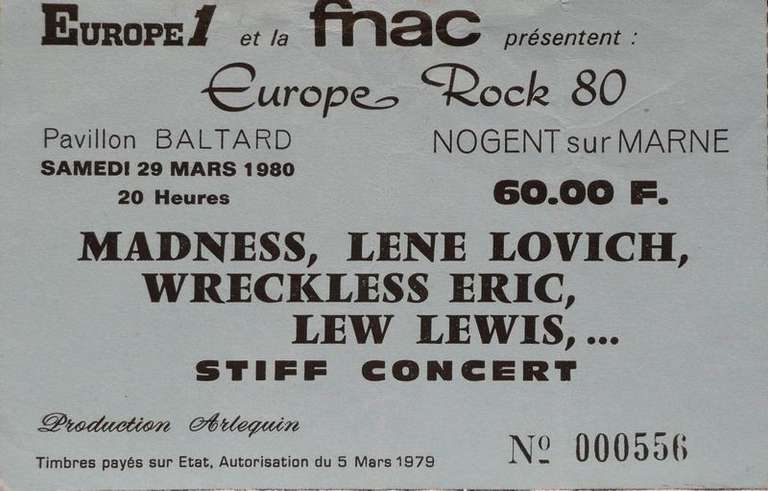 EUROPE 1 et la fnac présentent :
Europe Rock 80
Pavillon BALTARD NOGENT sur MARNE
SAMEDI 29 MARS 1980
20 Heures 60.00 F.
MADNESS, LENE LOVICH,
WRECKLESS ERIC,
LEW LEWIS, ...
STIFF CONCERT
Production Arlequin
Timbres payés sur Etat, Autorisation du 5 Mars 1979 Nº 000556